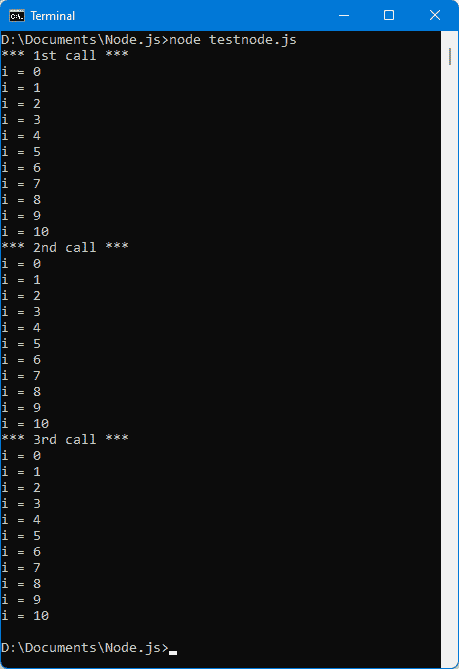 Terminal
D:\Documents\Node.js>node testnode.js
*** 1st call ***
i = 0
i = 1
i = 2
i = 3
i = 4
i = 5
i = 6
i = 7
i = 8
i = 9
i = 10
*** 2nd call ***
i = 0
i = 1
i = 2
i = 3
i = 4
i = 5
i = 6
i = 7
i = 8
i = 9
i = 10
*** 3rd call ***
i = 0
i = 1
i = 2
i = 3
i = 4
i = 5
i = 6
i = 7
i = 8
i = 9
i = 10
D:\Documents\Node.js>